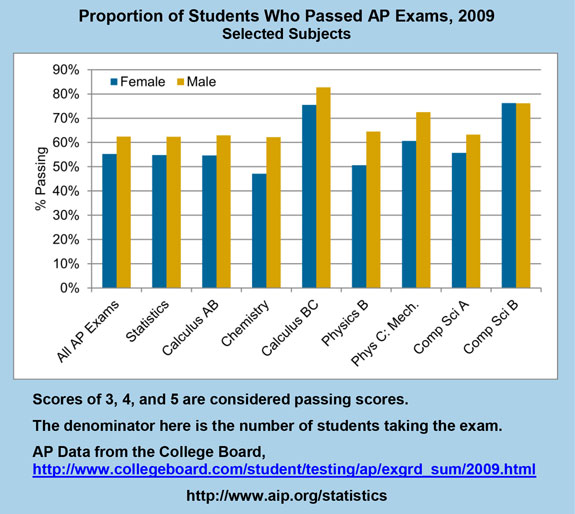 Proportion of Students Who Passed AP Exams, 2009
Selected Subjects
90%
80%
70%
60%
50%
40%
30%
20%
10%
0%
% Passing
Female
Male
All AP Exams
Statistics
Calculus AB
Chemistry
Calculus BC
Physics B
Phys C: Mech.
Comp Sci A
Comp Sci B
Scores of 3, 4, and 5 are considered passing scores.
The denominator here is the number of students taking the exam.
AP Data from the College Board,
http://www.collegeboard.com/student/testing/ap/exgrd_sum/2009.html
http://www.aip.org/statistics